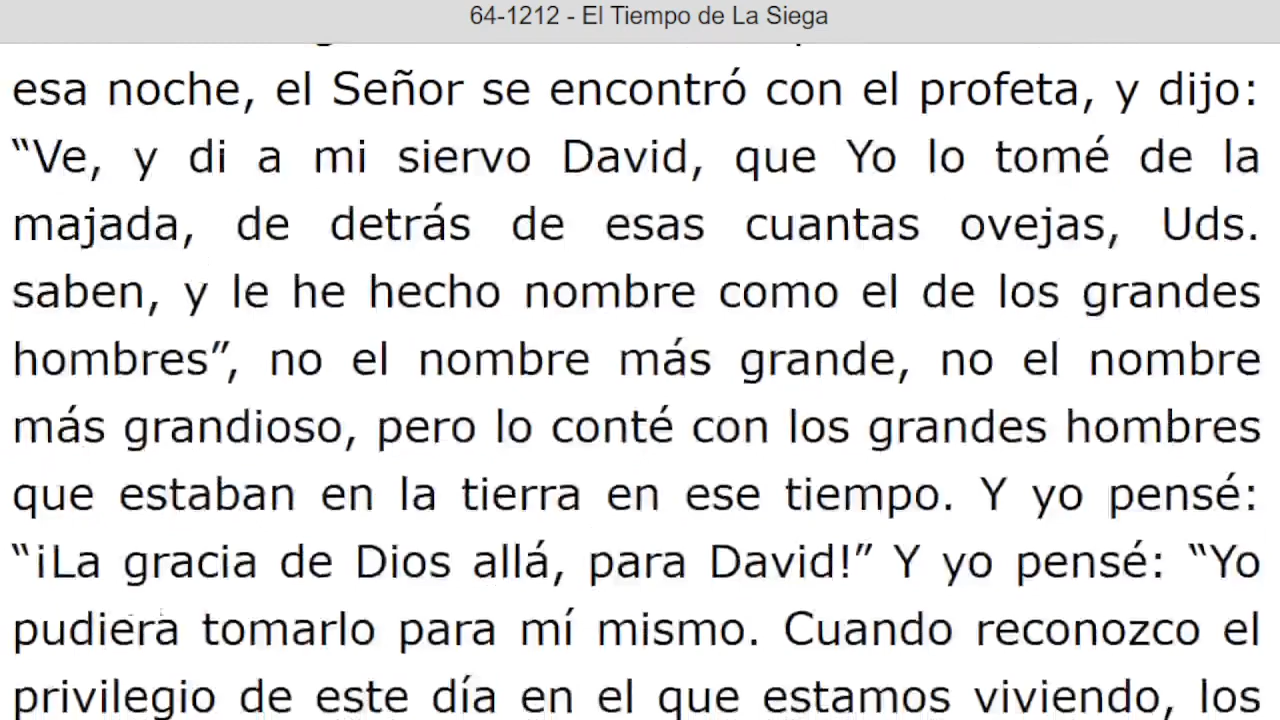 64-1212 - El Tiempo de La Siega
esa noche, el Señor se encontró con el profeta, y dijo:
“Ve, y di a mi siervo David, que Yo lo tomé de la
majada, de detrás de esas cuantas ovejas, Uds.
saben, y le he hecho nombre como el de los grandes
hombres”, no el nombre más grande, no el nombre
más grandioso, pero lo conté con los grandes hombres
que estaban en la tierra en ese tiempo. Y yo pensé:
“¡La gracia de Dios allá, para David!” Y yo pensé: “Yo
pudiera tomarlo para mí mismo. Cuando reconozco el
privilegio de este día en el que estamos viviendo, los